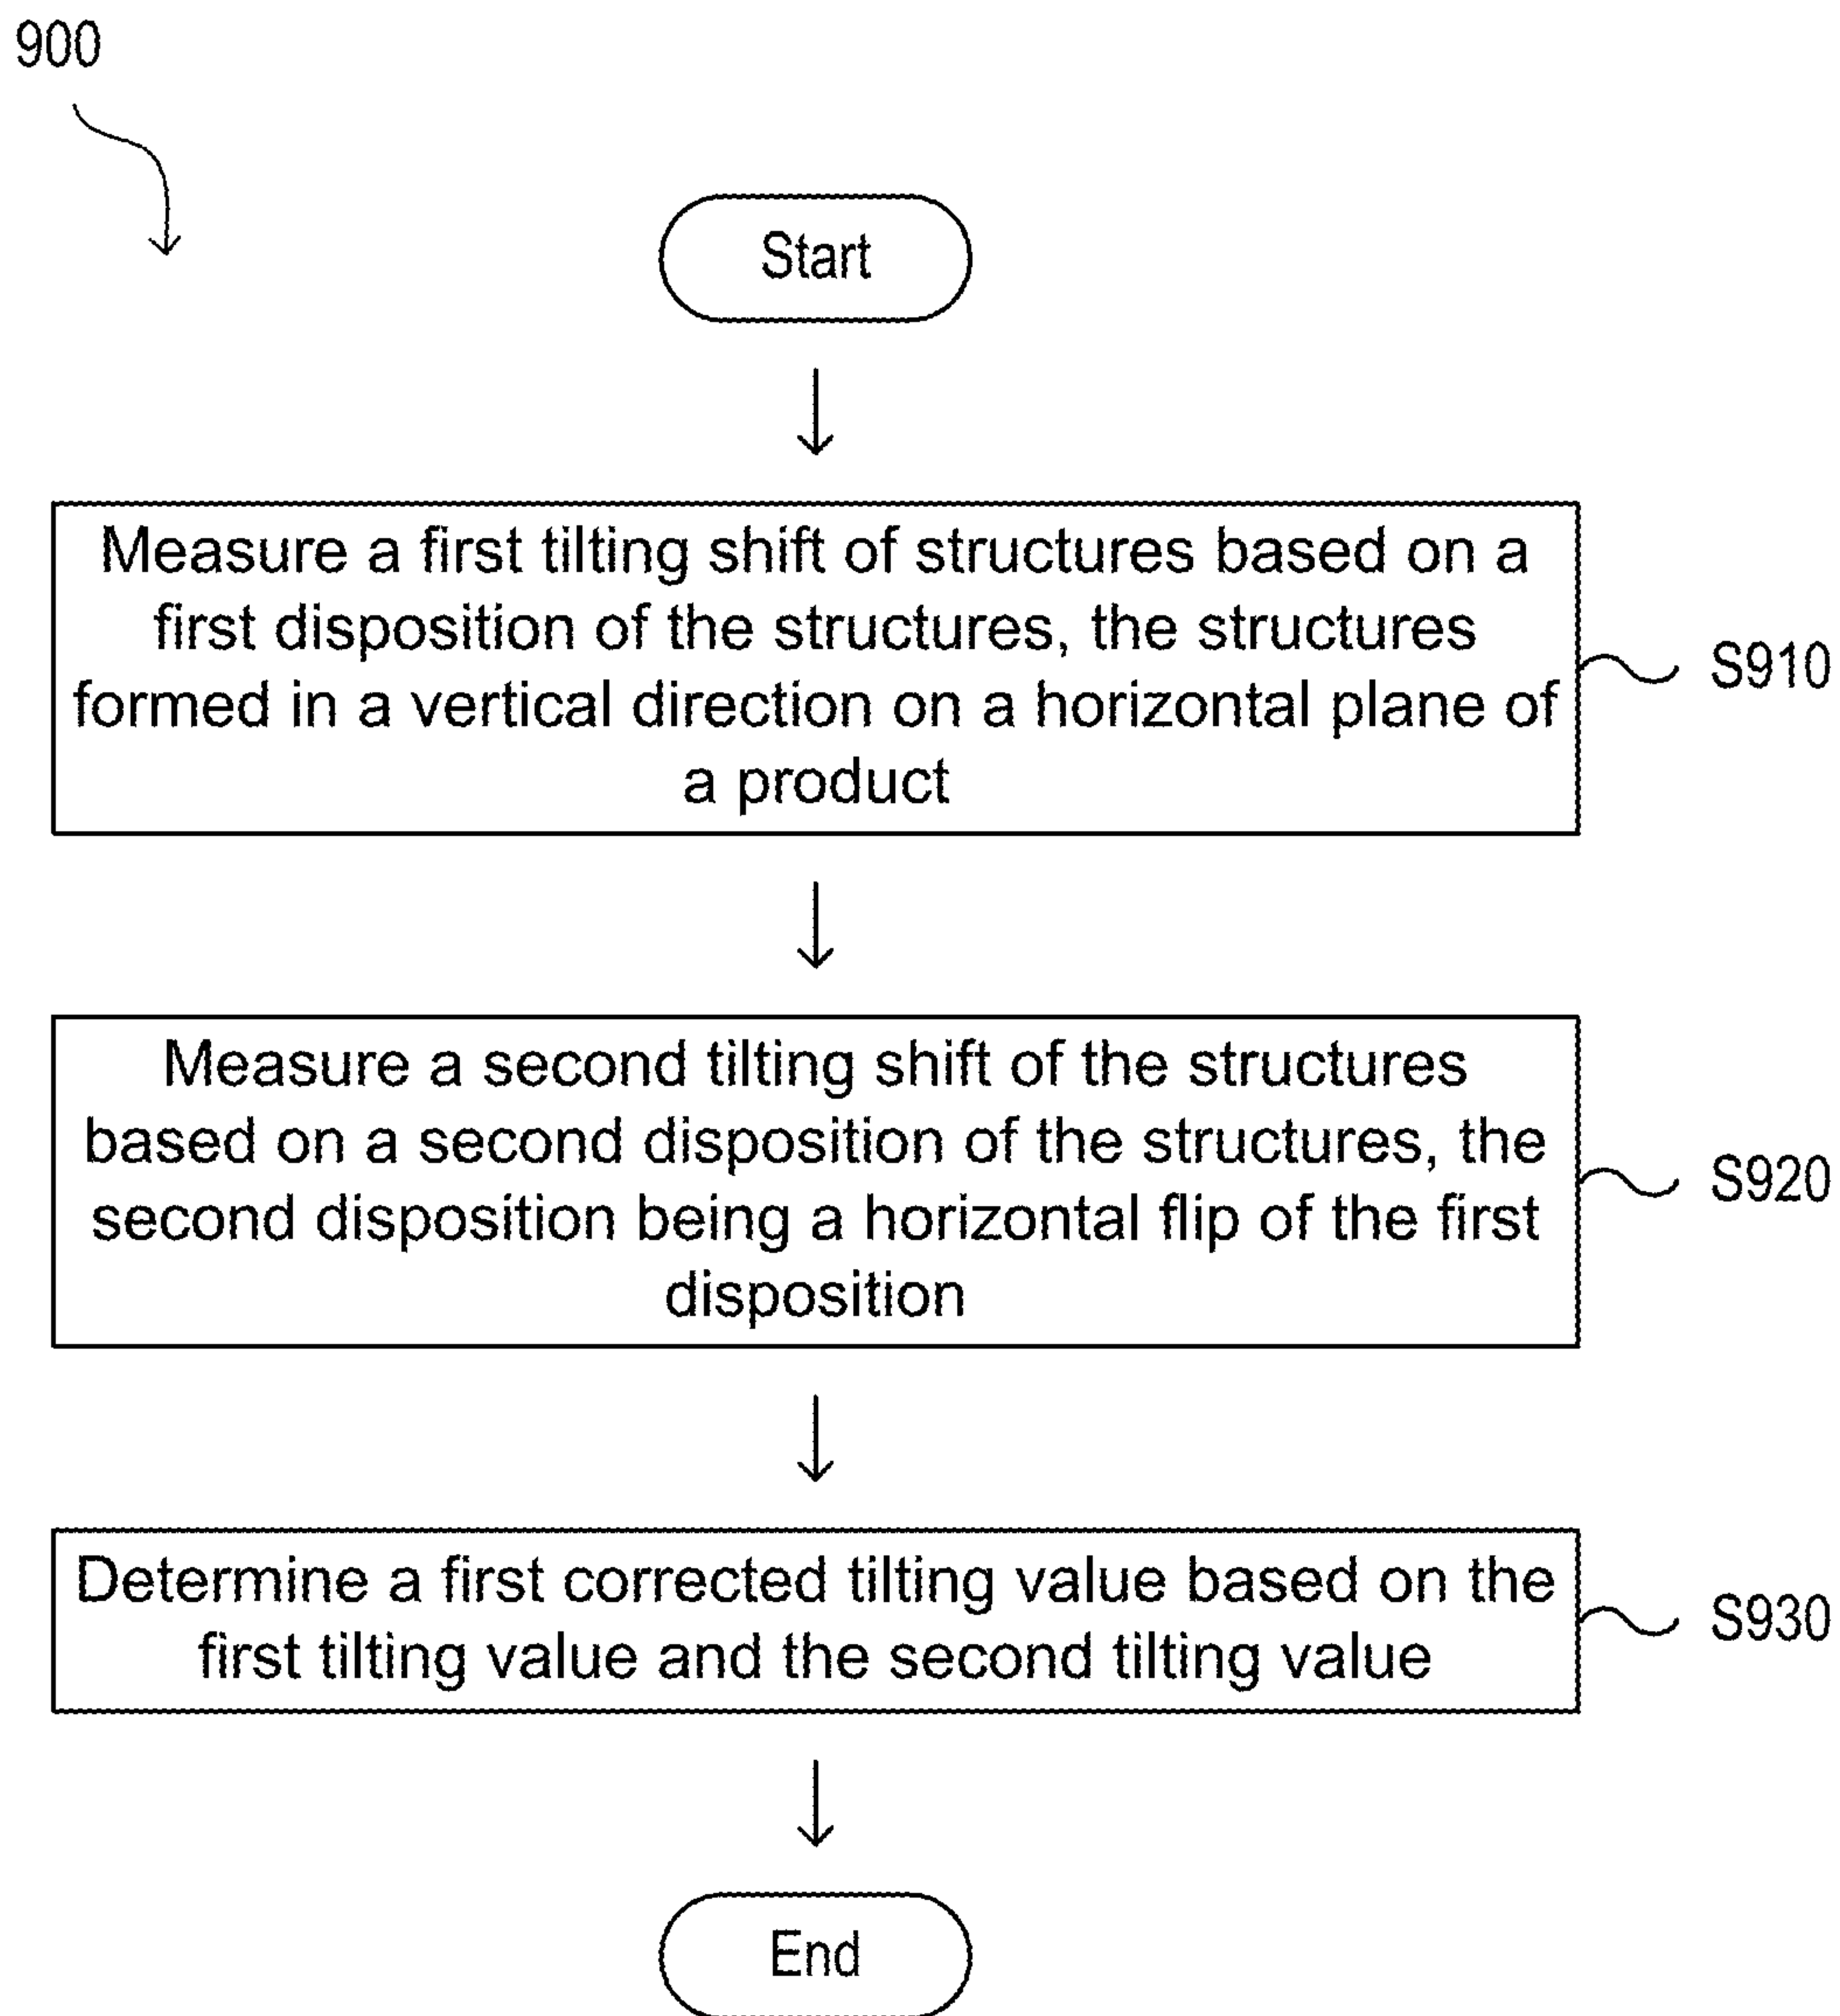 900
Start
Measure a first tilting shift of structures based on a
first disposition of the structures, the structures
formed in a vertical direction on a horizontal plane of
a product
S910
Measure a second tilting shift of the structures
based on a second disposition of the structures, the
second disposition being a horizontal flip of the first
disposition
S920
Determine a first corrected tilting value based on the
first tilting value and the second tilting value
S930
End